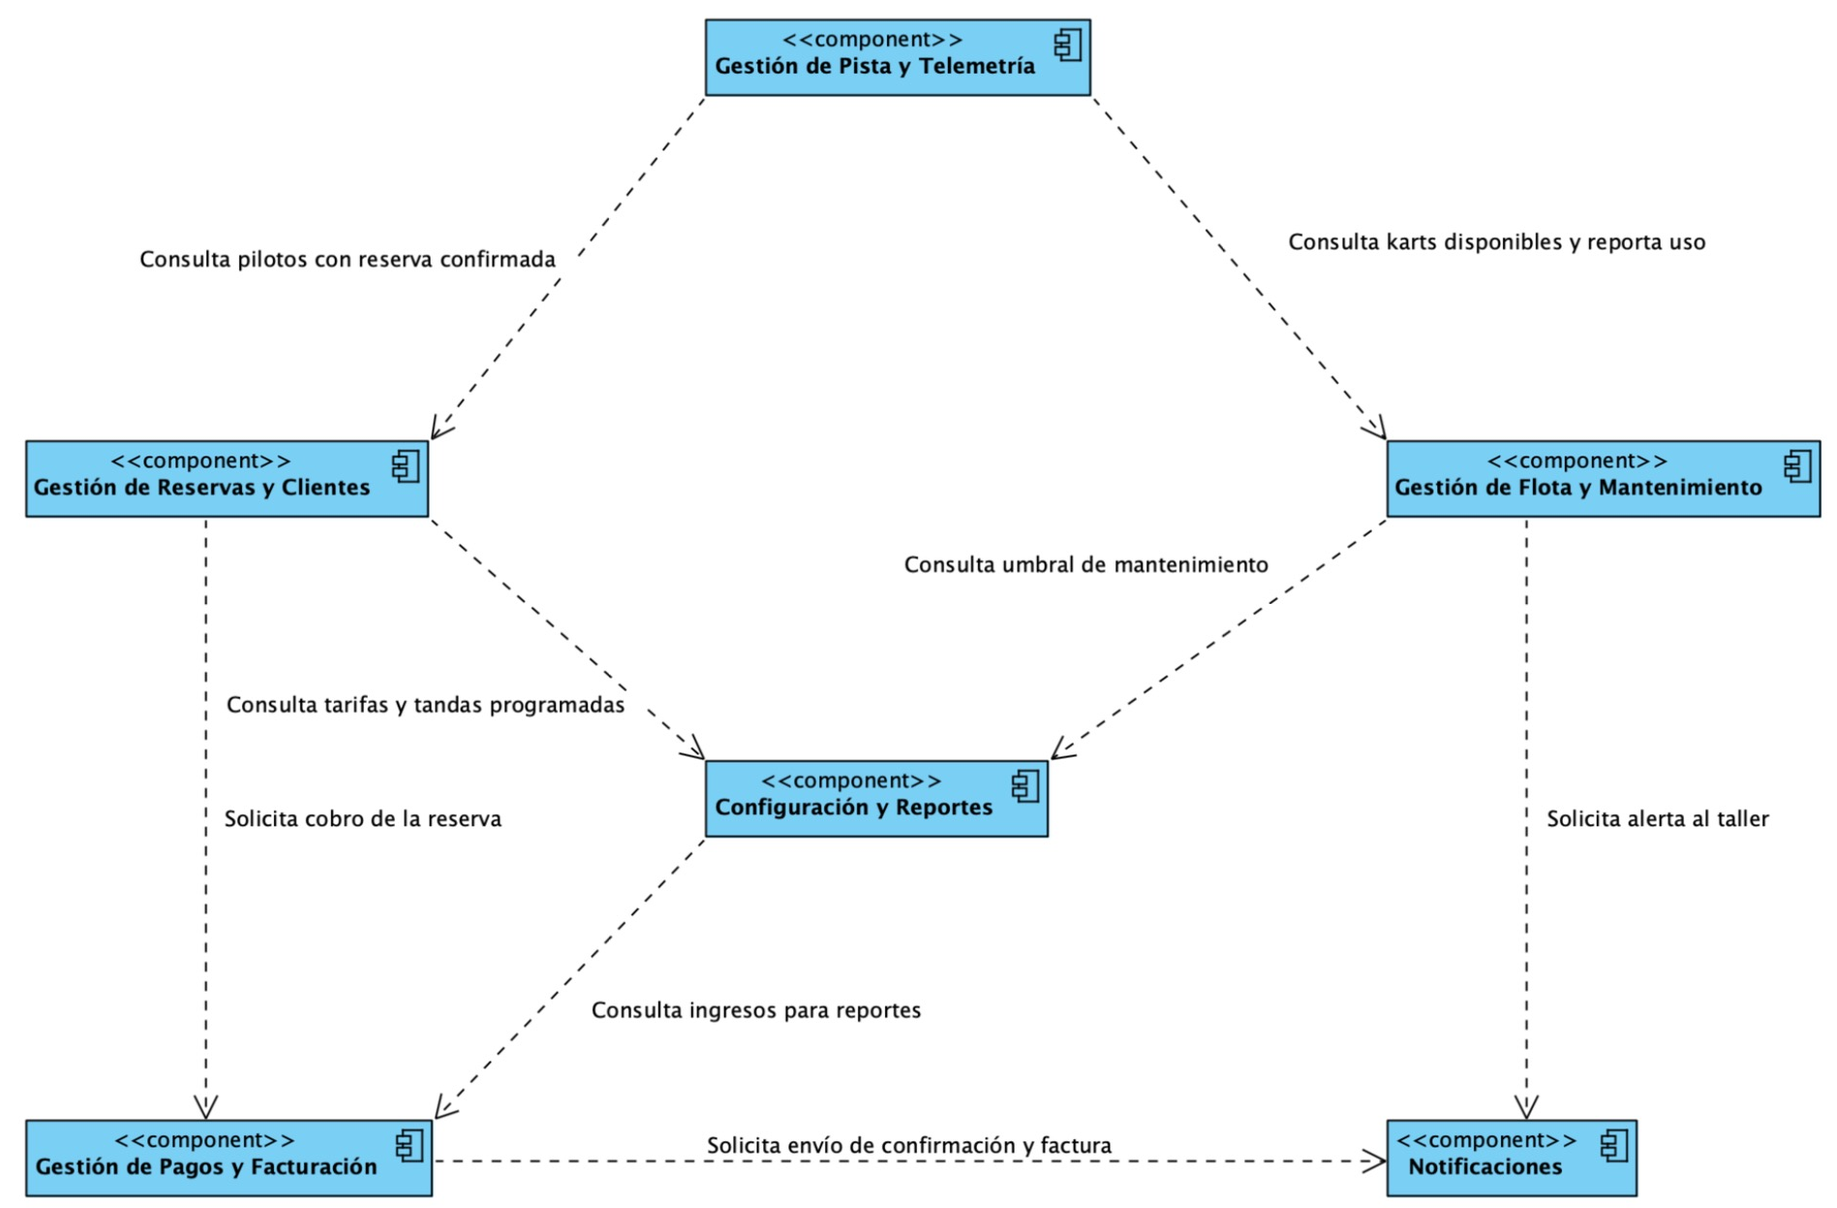 <<component>>
Gestión de Pista y Telemetría
Consulta karts disponibles y reporta uso
Consulta pilotos con reserva confirmada
<<component>>
Gestión de Reservas y Clientes
<<component>>
Gestión de Flota y Mantenimiento
Consulta umbral de mantenimiento
Consulta tarifas y tandas programadas
<<component>>
Configuración y Reportes
Solicita cobro de la reserva
Solicita alerta al taller
Consulta ingresos para reportes
<<component>>
Gestión de Pagos y Facturación
Solicita envío de confirmación y factura
<<component>>
Notificaciones